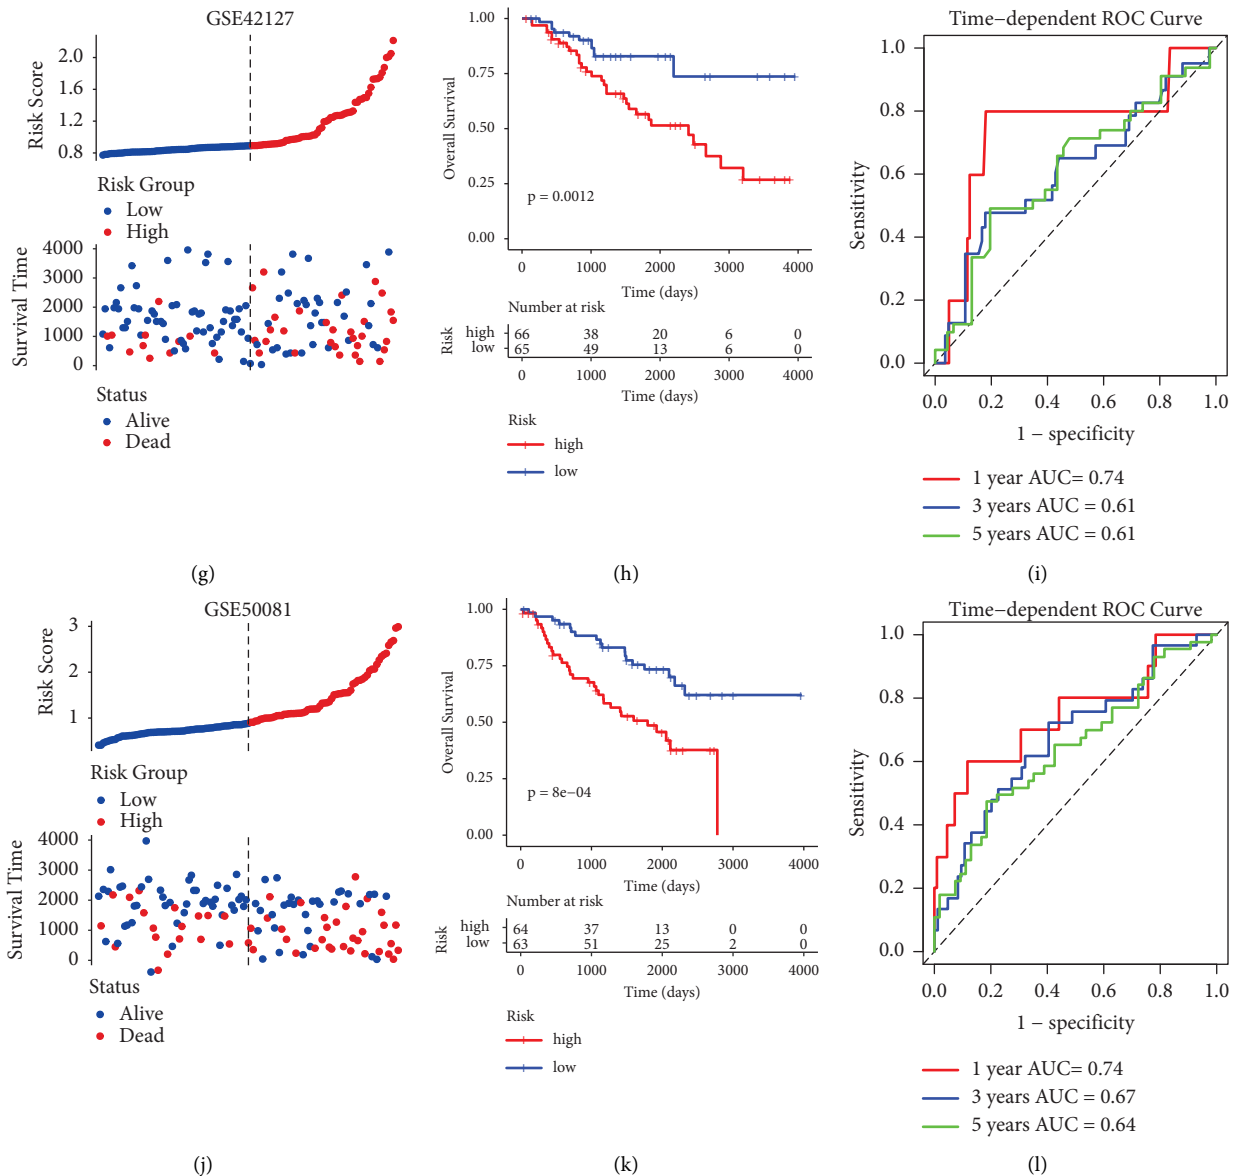 GSE42127
Risk Score
2.0
1.6
1.2
0.8
Risk Group
Low
High
Survival Time
4000
3000
2000
1000
0
Status
Alive
Dead
(g)
Overall Survival
1.00
0.75
0.50
0.25
0.00
p = 0.0012
0 1000 2000 3000 4000
Time (days)
Number at risk
Risk
high 66 38 20 6 0
low 65 49 13 6 0
0 1000 2000 3000 4000
Time (days)
Risk
high
low
(h)
Time-dependent ROC Curve
Sensitivity
1.0
0.8
0.6
0.4
0.2
0.0
0.0 0.2 0.4 0.6 0.8 1.0
1 − specificity
1 year AUC= 0.74
3 years AUC = 0.61
5 years AUC = 0.61
(i)
GSE50081
Risk Score
3
2
1
Risk Group
Low
High
Survival Time
4000
3000
2000
1000
0
Status
Alive
Dead
(j)
Overall Survival
1.00
0.75
0.50
0.25
0.00
p = 8e−04
0 1000 2000 3000 4000
Time (days)
Number at risk
Risk
high 64 37 13 0 0
low 63 51 25 2 0
0 1000 2000 3000 4000
Time (days)
Risk
high
low
(k)
Time-dependent ROC Curve
Sensitivity
1.0
0.8
0.6
0.4
0.2
0.0
0.0 0.2 0.4 0.6 0.8 1.0
1 − specificity
1 year AUC= 0.74
3 years AUC = 0.67
5 years AUC = 0.64
(l)